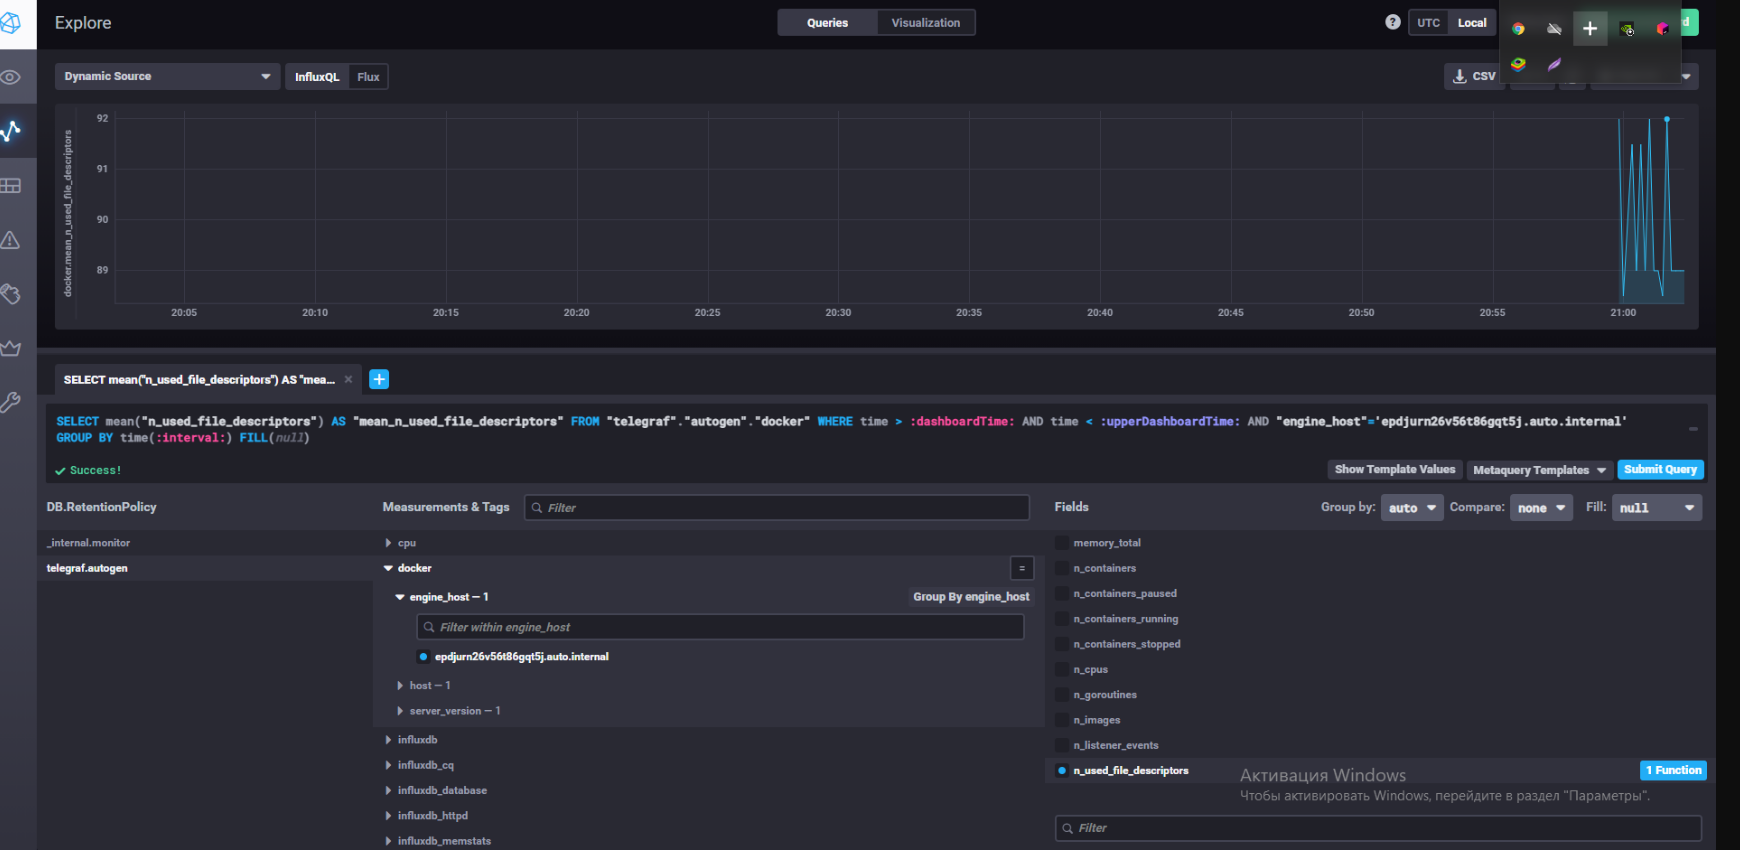 Explore
Queries
Visualization
?
UTC
Local
d
Dynamic Source
InfluxQL
Flux
CSV
docker.mean_n_used_file_descriptors
92
91
90
89
20:05
20:10
20:15
20:20
20:25
20:30
20:35
20:40
20:45
20:50
20:55
21:00
SELECT mean("n_used_file_descriptors") AS "mea...
SELECT mean("n_used_file_descriptors") AS "mean_n_used_file_descriptors" FROM "telegraf"."autogen"."docker" WHERE time > :dashboardTime: AND time < :upperDashboardTime: AND "engine_host"='epdjurn26v56t86gqt5j.auto.internal'
GROUP BY time(:interval:) FILL(null)
Success!
Show Template Values
Metaquery Templates
Submit Query
DB.RetentionPolicy
_internal.monitor
telegraf.autogen
Measurements & Tags
Filter
cpu
docker
=
engine_host – 1
Group By engine_host
Filter within engine_host
epdjurn26v56t86gqt5j.auto.internal
host – 1
server_version – 1
influxdb
influxdb_cq
influxdb_database
influxdb_httpd
influxdb_memstats
Fields
Group by:
auto
Compare:
none
Fill:
null
memory_total
n_containers
n_containers_paused
n_containers_running
n_containers_stopped
n_cpus
n_goroutines
n_images
n_listener_events
n_used_file_descriptors
1 Function
Активация Windows
Чтобы активировать Windows, перейдите в раздел "Параметры".
Filter